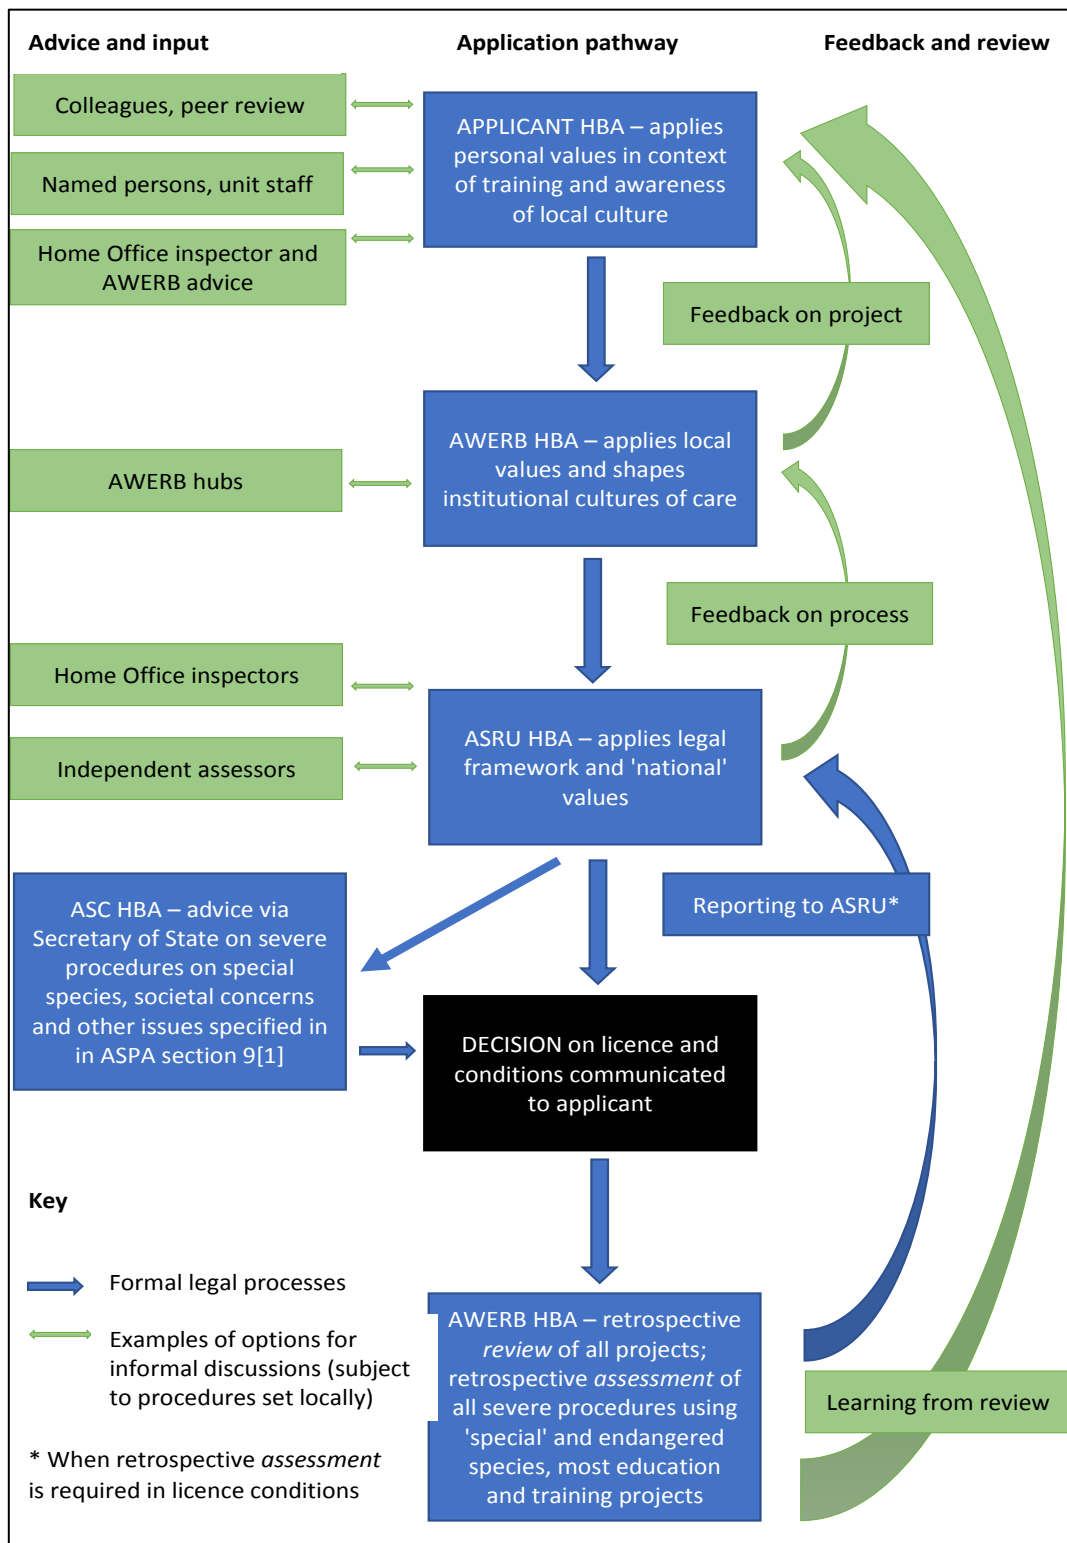 Advice and input
Application pathway
Feedback and review
Colleagues, peer review
Named persons, unit staff
Home Office inspector and
AWERB advice
APPLICANT HBA – applies
personal values in context
of training and awareness
of local culture
Feedback on project
AWERB hubs
AWERB HBA – applies local
values and shapes
institutional cultures of care
Feedback on process
Home Office inspectors
Independent assessors
ASRU HBA – applies legal
framework and 'national'
values
Reporting to ASRU*
ASC HBA – advice via
Secretary of State on severe
procedures on special
species, societal concerns
and other issues specified in
in ASPA section 9[1]
DECISION on licence and
conditions communicated
to applicant
Key
Formal legal processes
Examples of options for
informal discussions (subject
to procedures set locally)
* When retrospective assessment
is required in licence conditions
AWERB HBA – retrospective
review of all projects;
retrospective assessment of
all severe procedures using
'special' and endangered
species, most education
and training projects
Learning from review